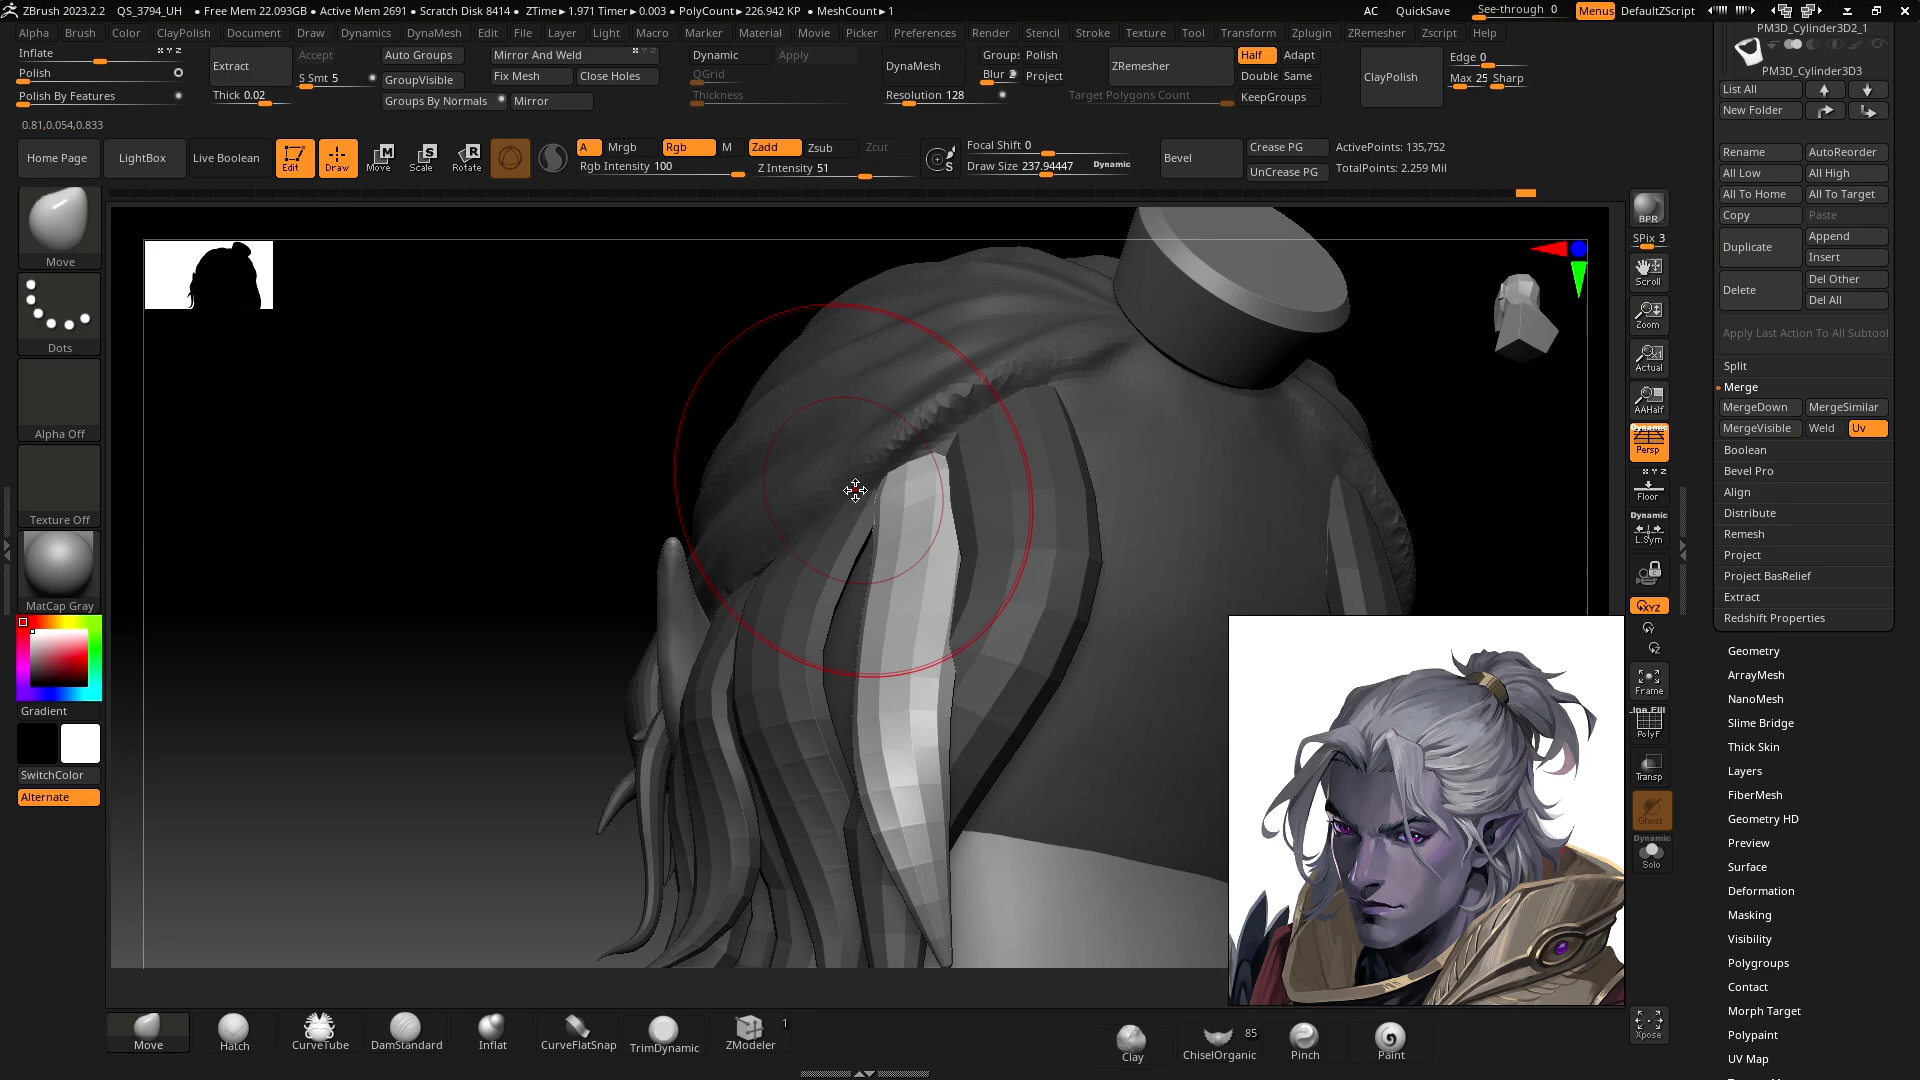 ZBrush 2023.2.2 QS_3794_UH • Free Mem 22.093GB • Active Mem 2691 • Scratch Disk 8414 • ZTime▸1.971 Timer▸0.003 • PolyCount▸226.942 KP • MeshCount▸1 AC QuickSave See-through 0 Menus DefaultZScript
Alpha Brush Color ClayPolish Document Draw Dynamics DynaMesh Edit File Layer Light Macro Marker Material Movie Picker Preferences Render Stencil Stroke Texture Tool Transform Zplugin ZRemesher Zscript Help
Inflate
Polish
Polish By Features
Extract
Thick 0.02
Accept
S Smt 5
Auto Groups
GroupVisible
Groups By Normals
Mirror And Weld
Fix Mesh
Close Holes
Mirror
Dynamic
Apply
QGrid
Thickness
DynaMesh
Resolution 128
Groups
Polish
Blur 2
Project
ZRemesher
Target Polygons Count
Half
Adapt
Double
Same
KeepGroups
ClayPolish
Edge 0
Max 25
Sharp
0.81,0.054,0.833
Home Page
LightBox
Live Boolean
Edit
Draw
Move
Scale
Rotate
A
Mrgb
Rgb
M
Rgb Intensity 100
Zadd
Zsub
Zcut
Z Intensity 51
S
Focal Shift 0
Draw Size 237.94447
Dynamic
Bevel
Crease PG
UnCrease PG
ActivePoints: 135,752
TotalPoints: 2.259 Mil
Move
Dots
Alpha Off
Texture Off
MatCap Gray
Gradient
SwitchColor
Alternate
BPR
SPix 3
Scroll
Zoom
Actual
AAHalf
Dynamic
Persp
X Y Z
Floor
Dynamic
L.Sym
XYZ
Y
Z
Frame
Line Fill
PolyF
Transp
Ghost
Dynamic
Solo
Xpose
PM3D_Cylinder3D2_1
PM3D_Cylinder3D3
List All
New Folder
Rename
AutoReorder
All Low
All High
All To Home
All To Target
Copy
Paste
Duplicate
Append
Insert
Delete
Del Other
Del All
Apply Last Action To All Subtool
Split
Merge
MergeDown
MergeSimilar
MergeVisible
Weld
Uv
Boolean
Bevel Pro
Align
Distribute
Remesh
Project
Project BasRelief
Extract
Redshift Properties
Geometry
ArrayMesh
NanoMesh
Slime Bridge
Thick Skin
Layers
FiberMesh
Geometry HD
Preview
Surface
Deformation
Masking
Visibility
Polygroups
Contact
Morph Target
Polypaint
UV Map
Move
Hatch
CurveTube
DamStandard
Inflat
CurveFlatSnap
TrimDynamic
ZModeler
1
Clay
ChiselOrganic
85
Pinch
Paint